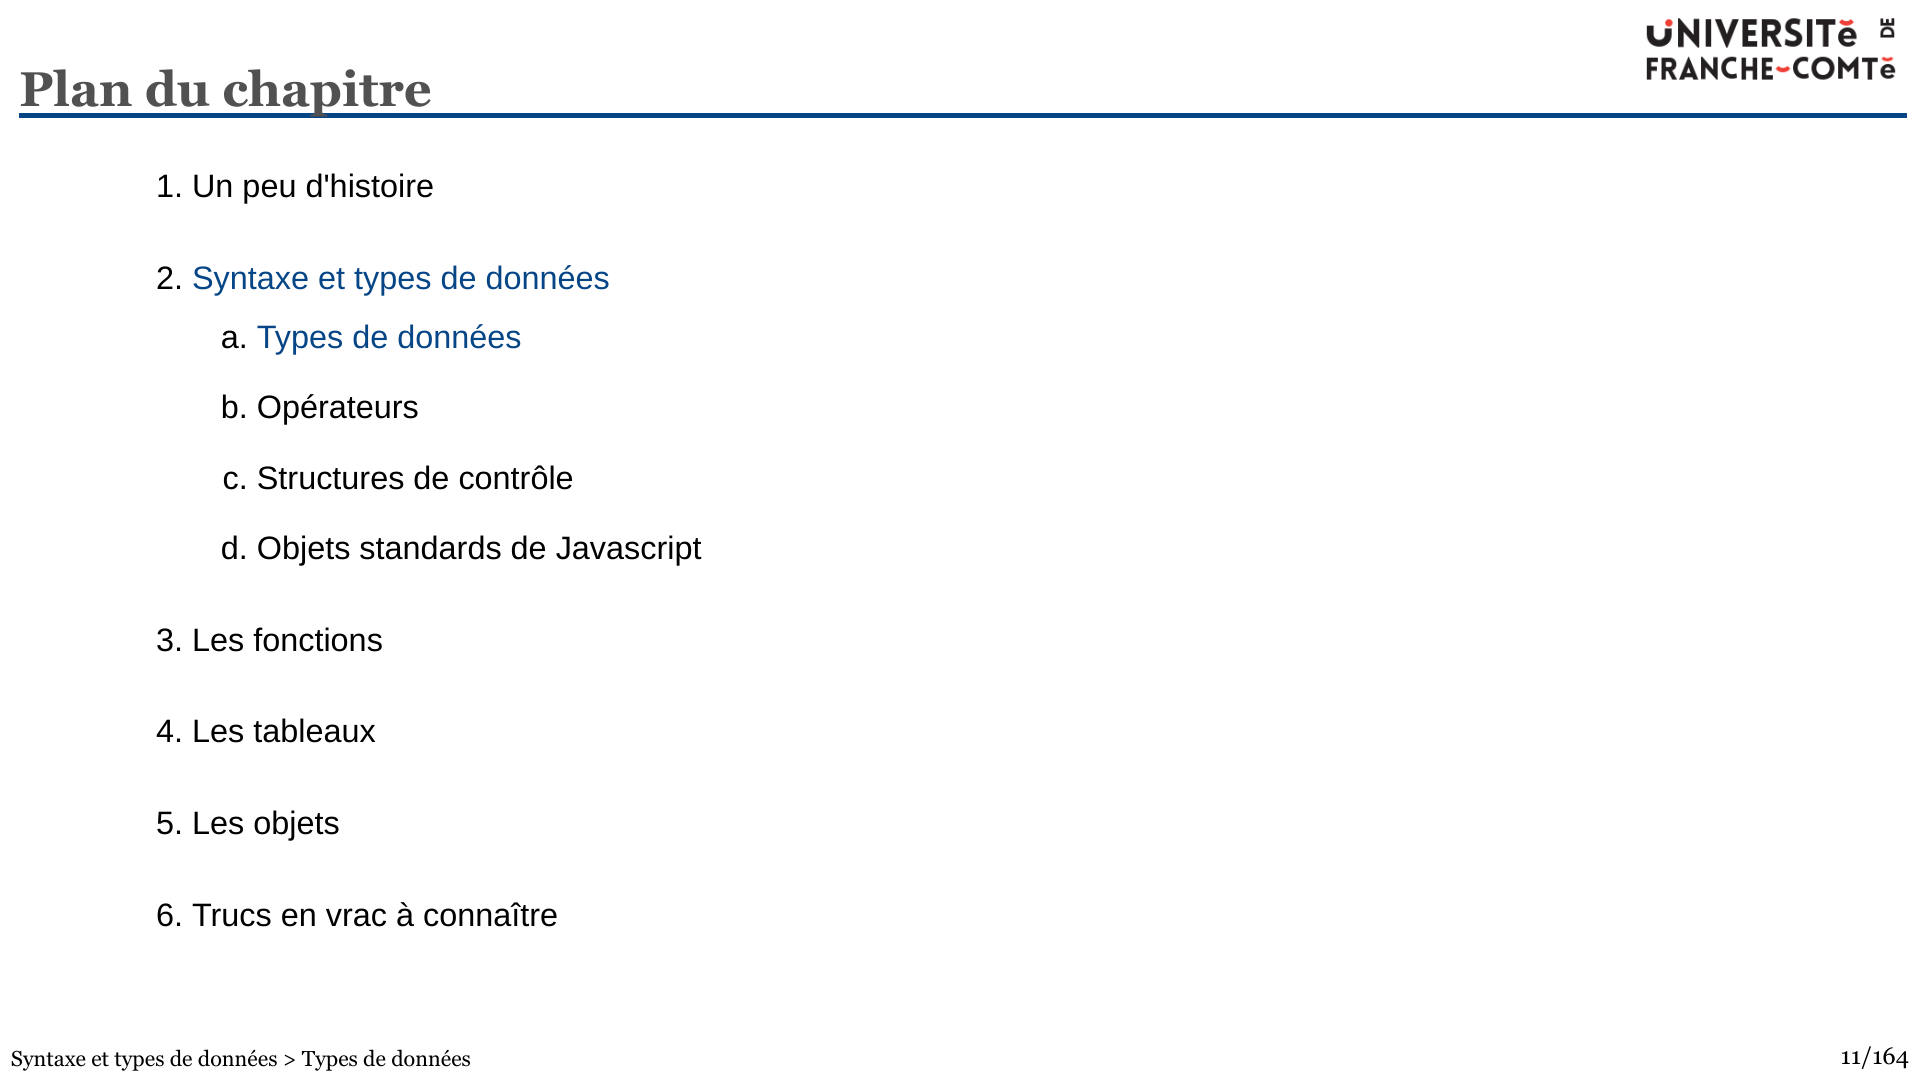 UNIVERSITĕ DE
FRANCHE-COMTĕ
Plan du chapitre
1. Un peu d'histoire
2. Syntaxe et types de données
a. Types de données
b. Opérateurs
c. Structures de contrôle
d. Objets standards de Javascript
3. Les fonctions
4. Les tableaux
5. Les objets
6. Trucs en vrac à connaître
Syntaxe et types de données > Types de données
11/164